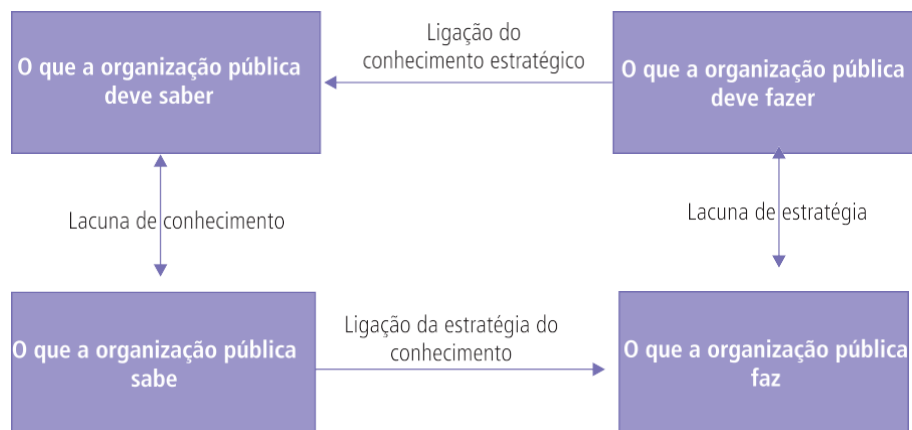 Ligação do
conhecimento estratégico
O que a organização pública
deve saber
O que a organização pública
deve fazer
Lacuna de conhecimento
Lacuna de estratégia
Ligação da estratégia do
conhecimento
O que a organização pública
sabe
O que a organização pública
faz